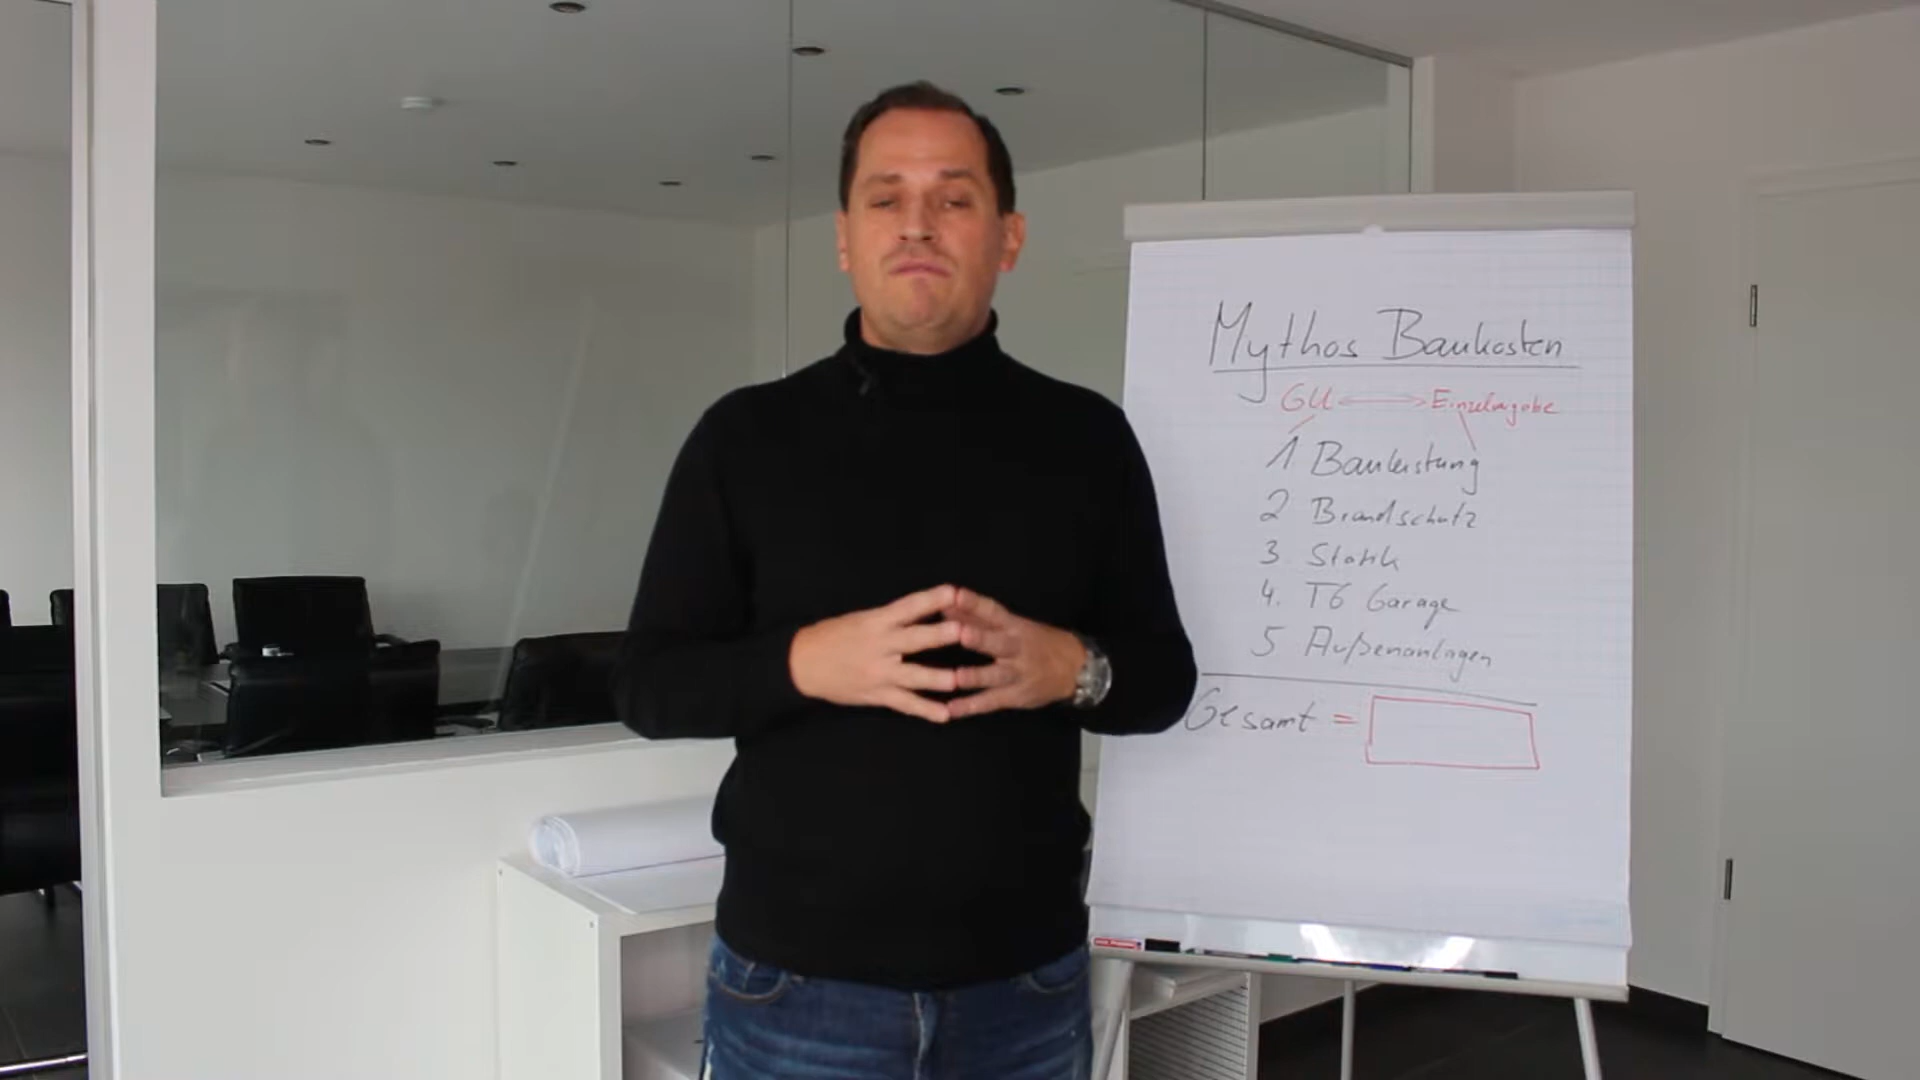 Mythos Baukosten
GU ⟷ Einzelvergabe
1. Bauleistung
2 Brandschutz
3. Statik
4. TG Garage
5 Außenanlagen
Gesamt =